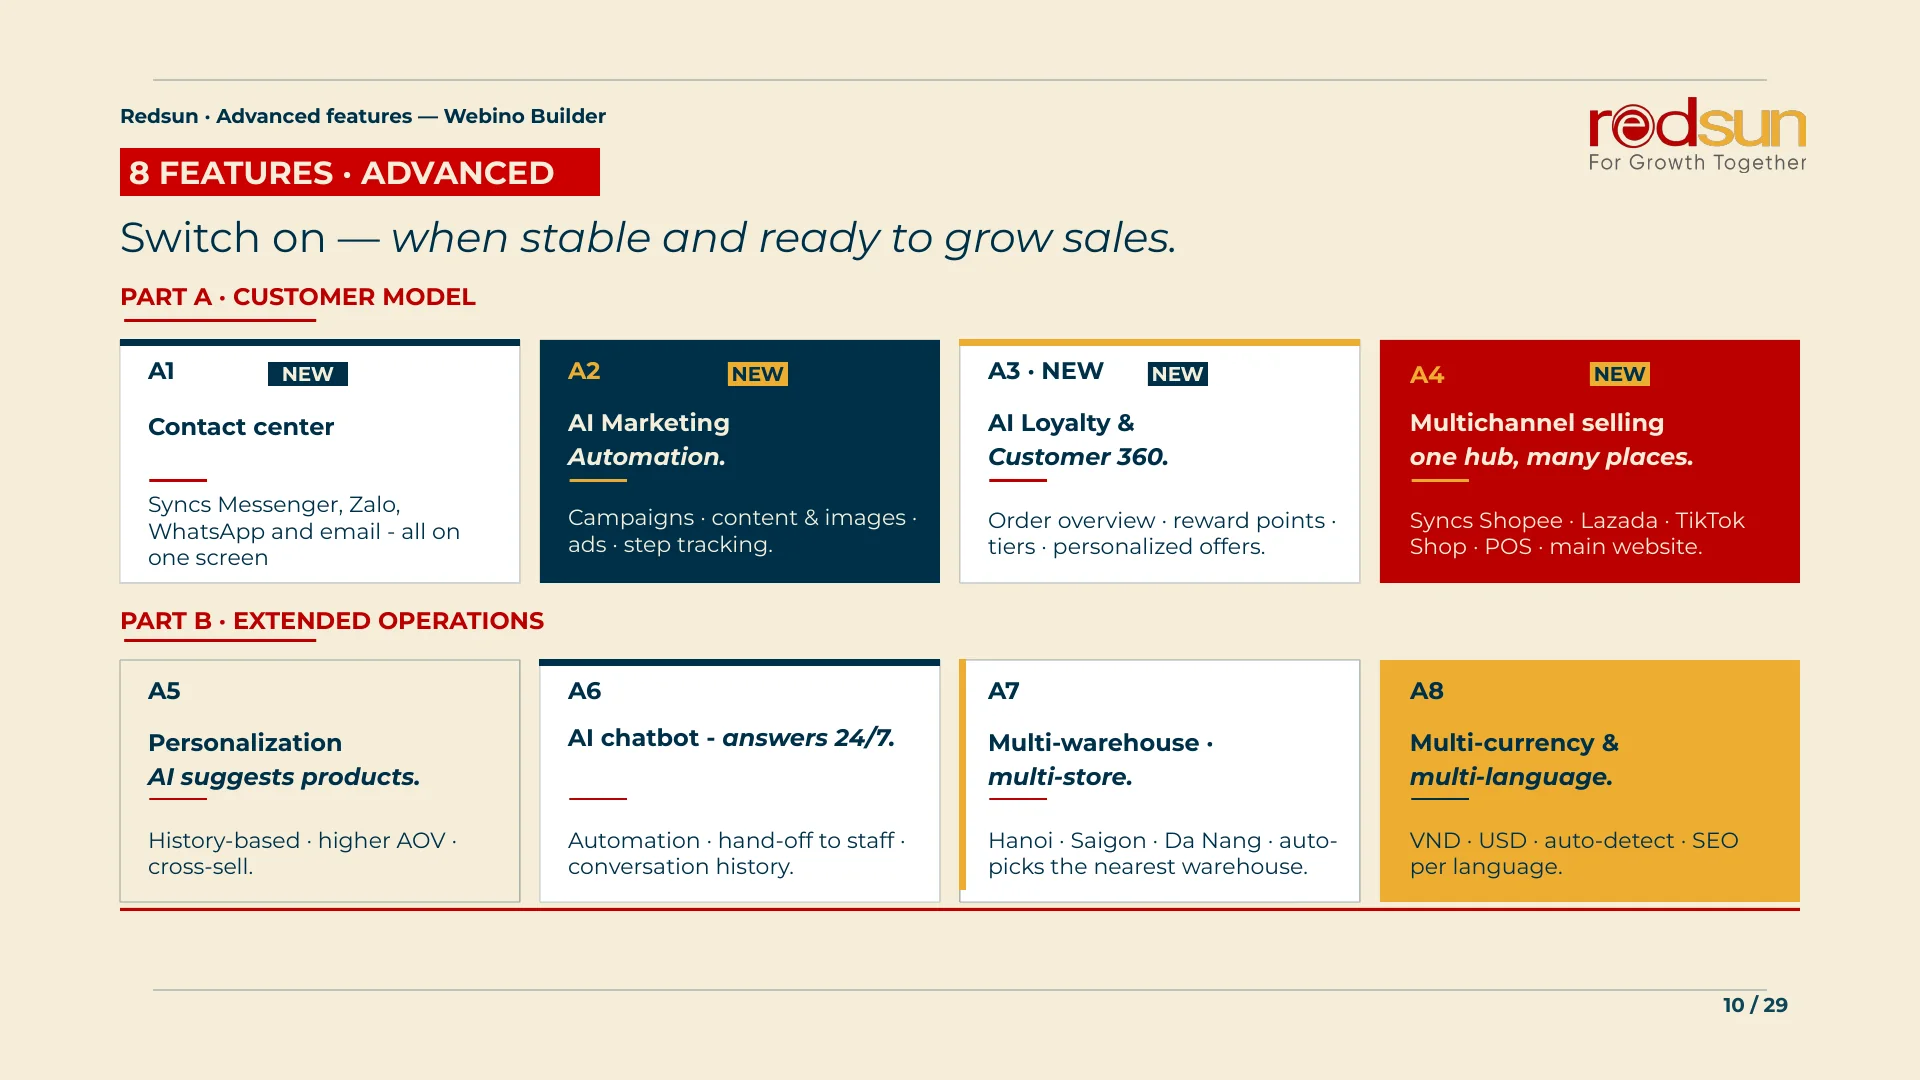 Redsun · Advanced features — Webino Builder
redsun
For Growth Together
8 FEATURES · ADVANCED
Switch on — when stable and ready to grow sales.
PART A · CUSTOMER MODEL
A1
NEW
Contact center
Syncs Messenger, Zalo,
WhatsApp and email - all on
one screen
A2
NEW
AI Marketing
Automation.
Campaigns · content & images ·
ads · step tracking.
A3 · NEW
NEW
AI Loyalty &
Customer 360.
Order overview · reward points ·
tiers · personalized offers.
A4
NEW
Multichannel selling
one hub, many places.
Syncs Shopee · Lazada · TikTok
Shop · POS · main website.
PART B · EXTENDED OPERATIONS
A5
Personalization
AI suggests products.
History-based · higher AOV ·
cross-sell.
A6
AI chatbot - answers 24/7.
Automation · hand-off to staff ·
conversation history.
A7
Multi-warehouse ·
multi-store.
Hanoi · Saigon · Da Nang · auto-
picks the nearest warehouse.
A8
Multi-currency &
multi-language.
VND · USD · auto-detect · SEO
per language.
10 / 29